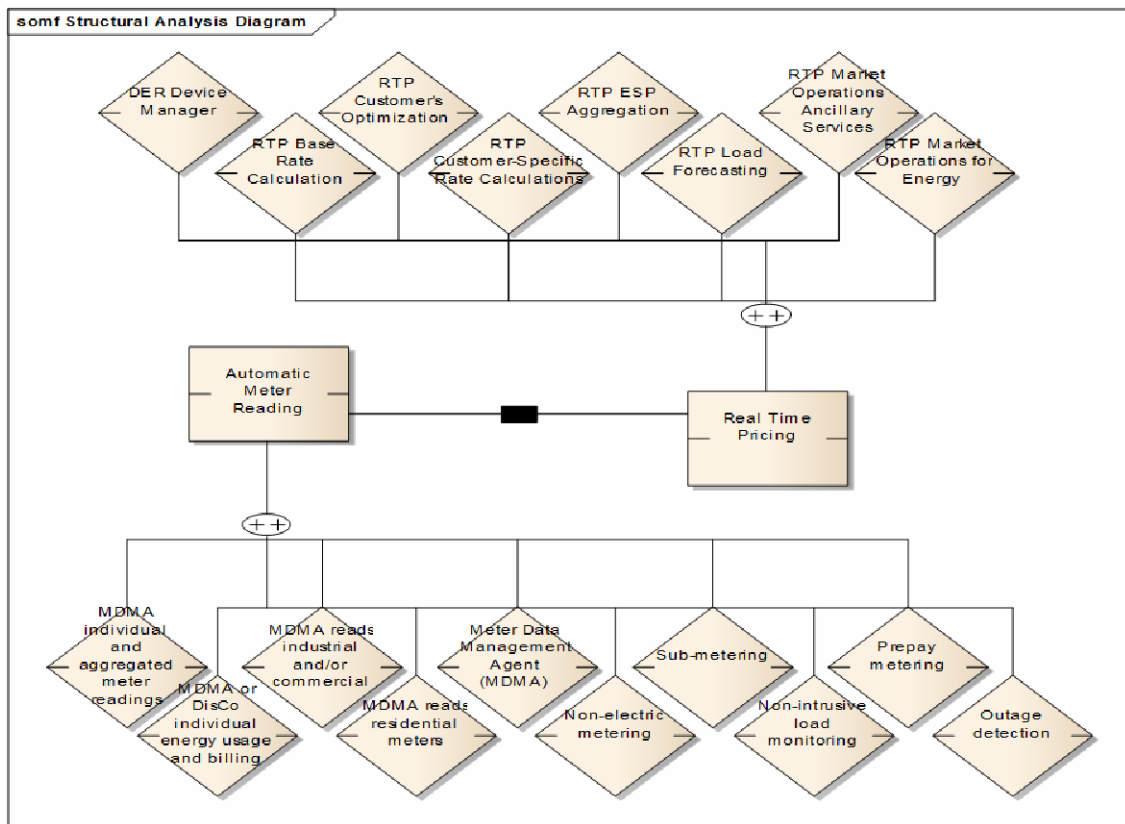 somf Structural Analysis Diagram
DER Device
Manager
RTP
Customer's
Optimization
RTP ESP
Aggregation
RTP Market
Operations
Ancillary
Services
RTP Base
Rate
Calculation
RTP
Customer-Specific
Rate Calculations
RTP Load
Forecasting
RTP Market
Operations for
Energy
++
Automatic
Meter
Reading
Real Time
Pricing
++
MDMA
individual
and
aggregated
meter
readings
MDMA reads
industrial
and/or
commercial
Meter Data
Management
Agent
(MDMA)
Sub-metering
Prepay
metering
MDMA or
DisCo
individual
energy usage
and billing
MDMA reads
residential
meters
Non-electric
metering
Non-intrusive
load
monitoring
Outage
detection